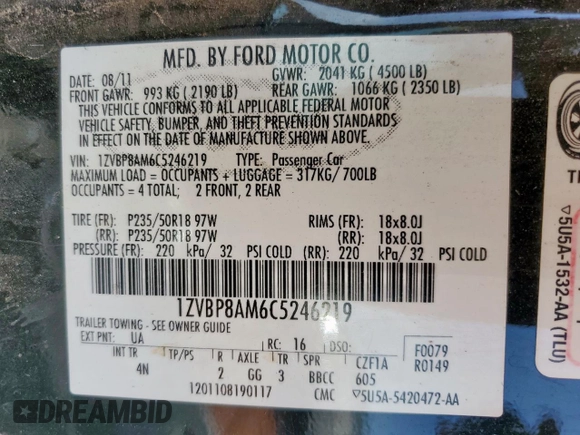 MFD. BY FORD MOTOR CO.
DATE: 08/11 GVWR: 2041 KG ( 4500 LB)
FRONT GAWR: 993 KG ( 2190 LB) REAR GAWR: 1066 KG ( 2350 LB)
THIS VEHICLE CONFORMS TO ALL APPLICABLE FEDERAL MOTOR
VEHICLE SAFETY, BUMPER, AND THEFT PREVENTION STANDARDS
IN EFFECT ON THE DATE OF MANUFACTURE SHOWN ABOVE.
VIN: 1ZVBP8AM6C5246219 TYPE: Passenger Car
MAXIMUM LOAD = OCCUPANTS + LUGGAGE = 317KG/ 700LB
OCCUPANTS = 4 TOTAL; 2 FRONT, 2 REAR
TIRE (FR): P235/50R18 97W RIMS (FR): 18x8.0J
(RR): P235/50R18 97W (RR): 18x8.0J
PRESSURE (FR): 220 kPa/ 32 PSI COLD (RR): 220 kPa/ 32 PSI COLD
1ZVBP8AM6C5246219
TRAILER TOWING - SEE OWNER GUIDE
EXT PNT: UA RC: 16 DSO: F0079
INT TR TP/PS R AXLE TR SPR CZF1A R0149
4N 2 GG 3 BBCC 605
1201108190117 CMC ▽5U5A-5420472-AA
▽5U5A-1532-AA (TLU)
DREAMBID